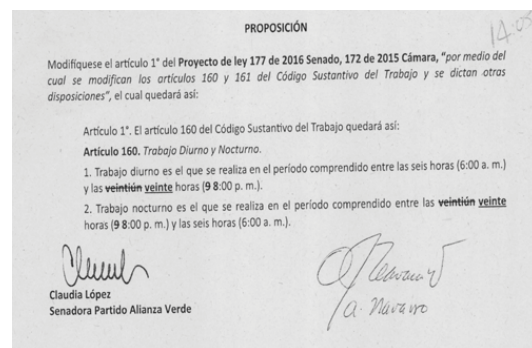 PROPOSICIÓN
14:05
Modifíquese el artículo 1° del Proyecto de ley 177 de 2016 Senado, 172 de 2015 Cámara, "por medio del
cual se modifican los artículos 160 y 161 del Código Sustantivo del Trabajo y se dictan otras
disposiciones", el cual quedará así:
Artículo 1°. El artículo 160 del Código Sustantivo del Trabajo quedará así:
Artículo 160. Trabajo Diurno y Nocturno.
1. Trabajo diurno es el que se realiza en el período comprendido entre las seis horas (6:00 a. m.)
y las veintiún veinte horas (9 8:00 p. m.).
2. Trabajo nocturno es el que se realiza en el período comprendido entre las veintiún veinte
horas (9 8:00 p. m.) y las seis horas (6:00 a. m.).
Claudia López
Senadora Partido Alianza Verde
A. Navarro